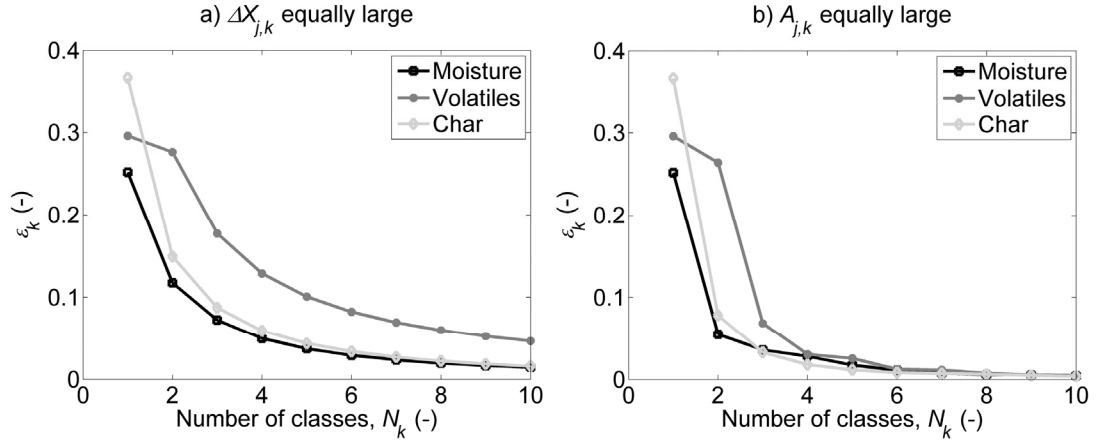 a) ΔX_{j,k} equally large
0.4
0.3
0.2
0.1
0
ε_k (-)
Moisture
Volatiles
Char
0 2 4 6 8 10
Number of classes, N_k (-)
b) A_{j,k} equally large
0.4
0.3
0.2
0.1
0
ε_k (-)
Moisture
Volatiles
Char
0 2 4 6 8 10
Number of classes, N_k (-)